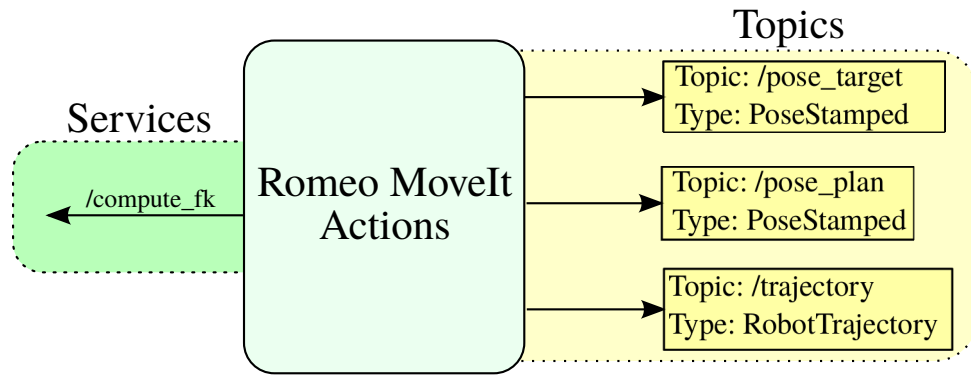 Topics
Topic: /pose_target
Type: PoseStamped
Services
/compute_fk
Romeo MoveIt
Actions
Topic: /pose_plan
Type: PoseStamped
Topic: /trajectory
Type: RobotTrajectory